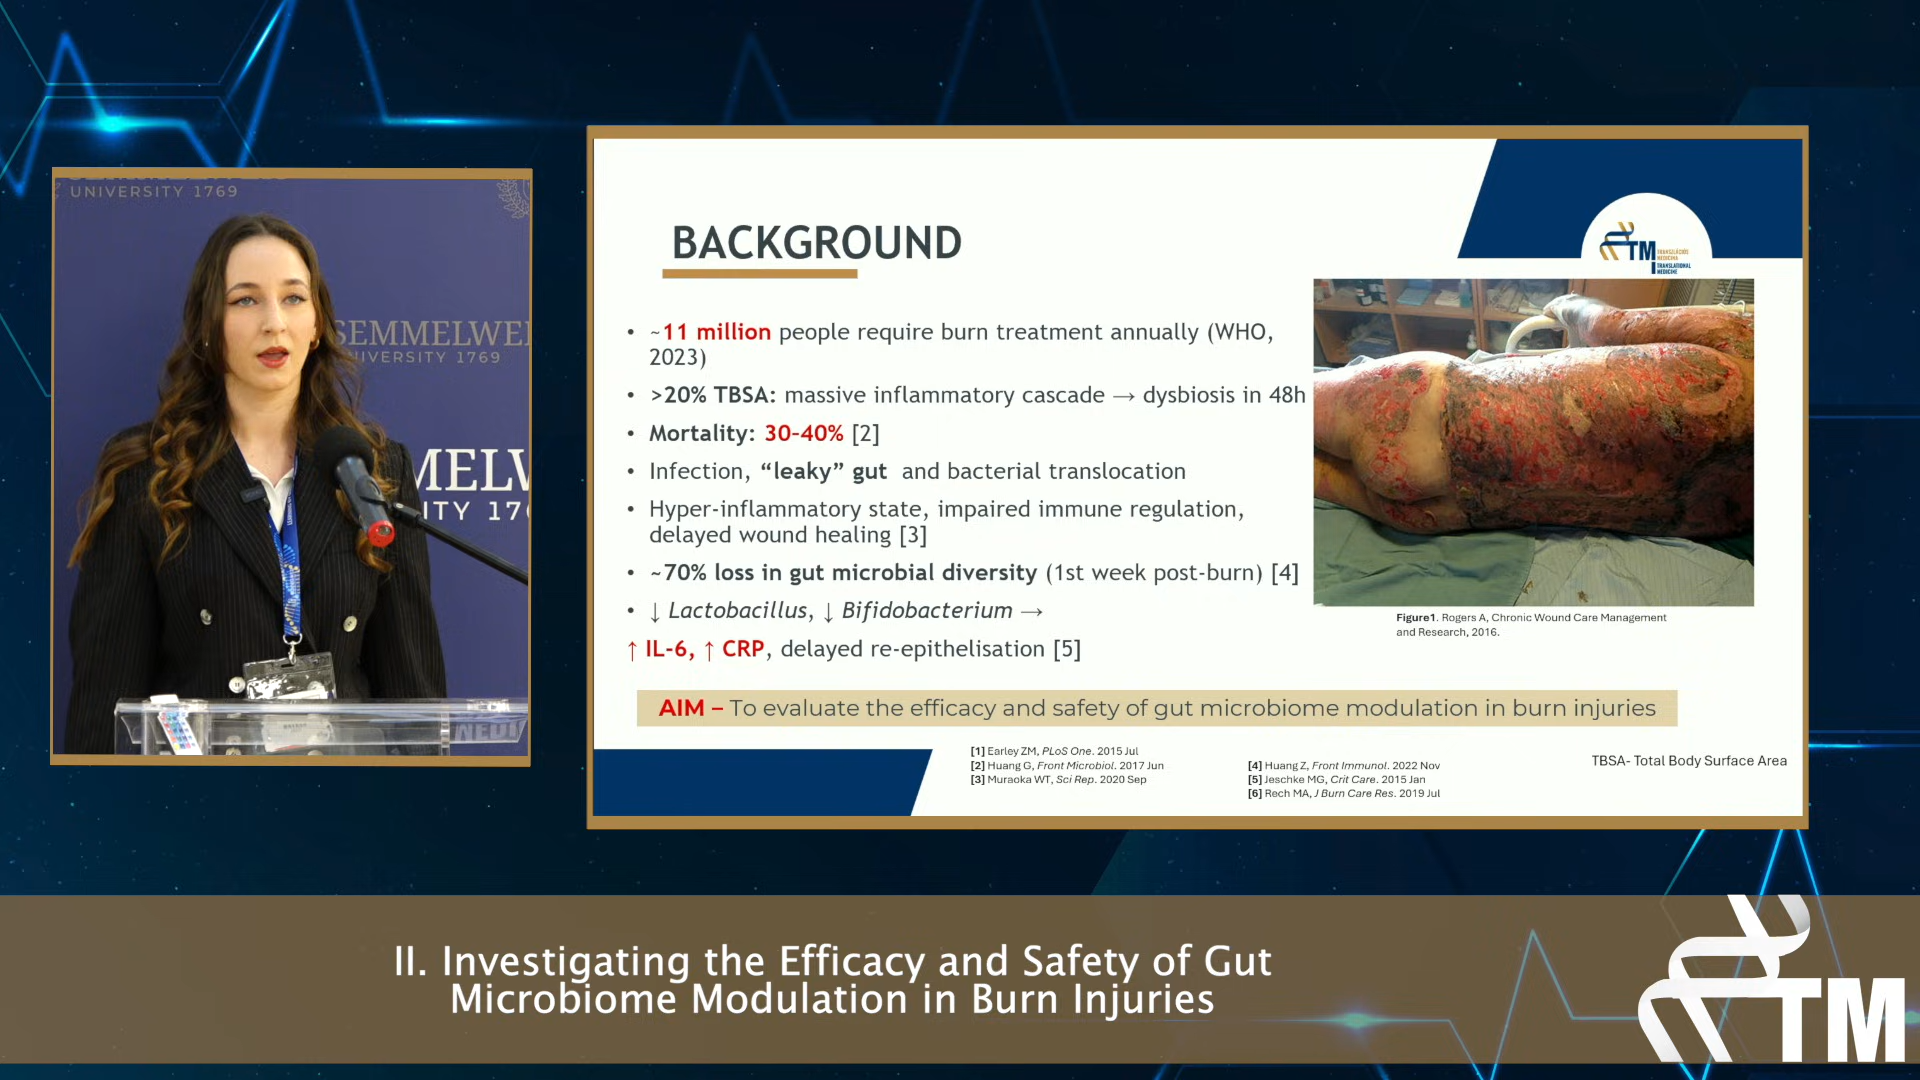 UNIVERSITY 1769
SEMMELWEI
UNIVERSITY 1769
MELW
ITY 17
BACKGROUND
TM
TRANSZLÁCIÓS
MEDICINA
TRANSLATIONAL
MEDICINE
• ~11 million people require burn treatment annually (WHO,
2023)
• >20% TBSA: massive inflammatory cascade → dysbiosis in 48h
• Mortality: 30-40% [2]
• Infection, “leaky” gut and bacterial translocation
• Hyper-inflammatory state, impaired immune regulation,
delayed wound healing [3]
• ~70% loss in gut microbial diversity (1st week post-burn) [4]
• ↓ Lactobacillus, ↓ Bifidobacterium →
↑ IL-6, ↑ CRP, delayed re-epithelisation [5]
Figure1. Rogers A, Chronic Wound Care Management
and Research, 2016.
AIM – To evaluate the efficacy and safety of gut microbiome modulation in burn injuries
[1] Earley ZM, PLoS One. 2015 Jul
[2] Huang G, Front Microbiol. 2017 Jun
[3] Muraoka WT, Sci Rep. 2020 Sep
[4] Huang Z, Front Immunol. 2022 Nov
[5] Jeschke MG, Crit Care. 2015 Jan
[6] Rech MA, J Burn Care Res. 2019 Jul
TBSA- Total Body Surface Area
II. Investigating the Efficacy and Safety of Gut
Microbiome Modulation in Burn Injuries
TM